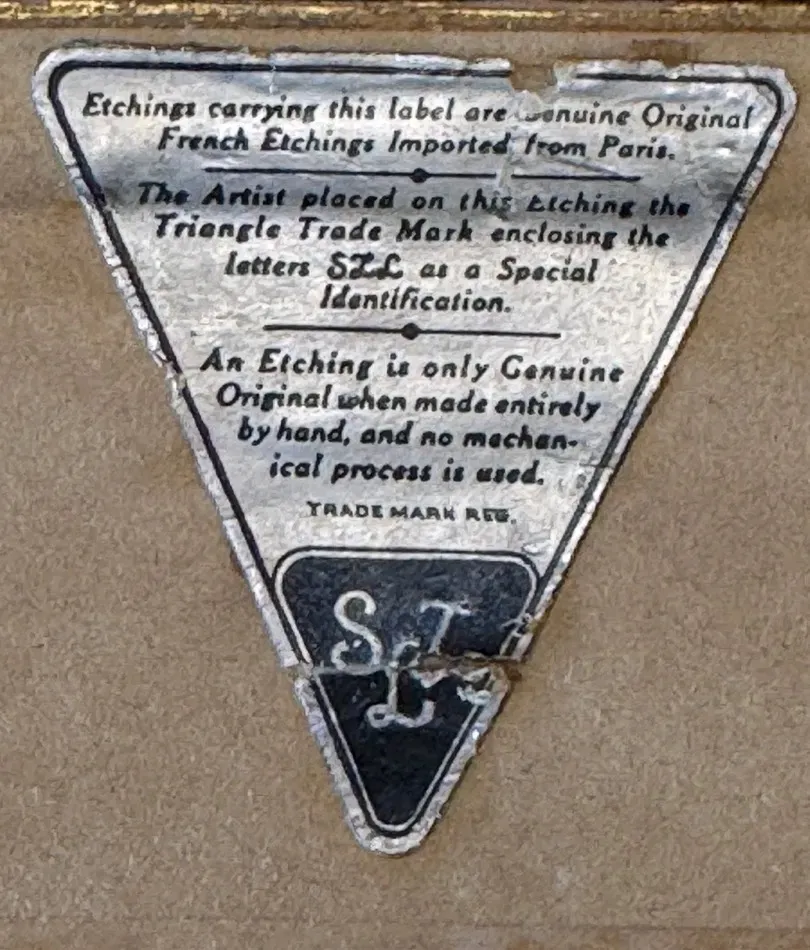 Etchings carrying this label are Genuine Original
French Etchings Imported from Paris.
The Artist placed on this Etching the
Triangle Trade Mark enclosing the
letters STL as a Special
Identification.
An Etching is only Genuine
Original when made entirely
by hand, and no mechan-
ical process is used.
TRADE MARK REG.
S T
L